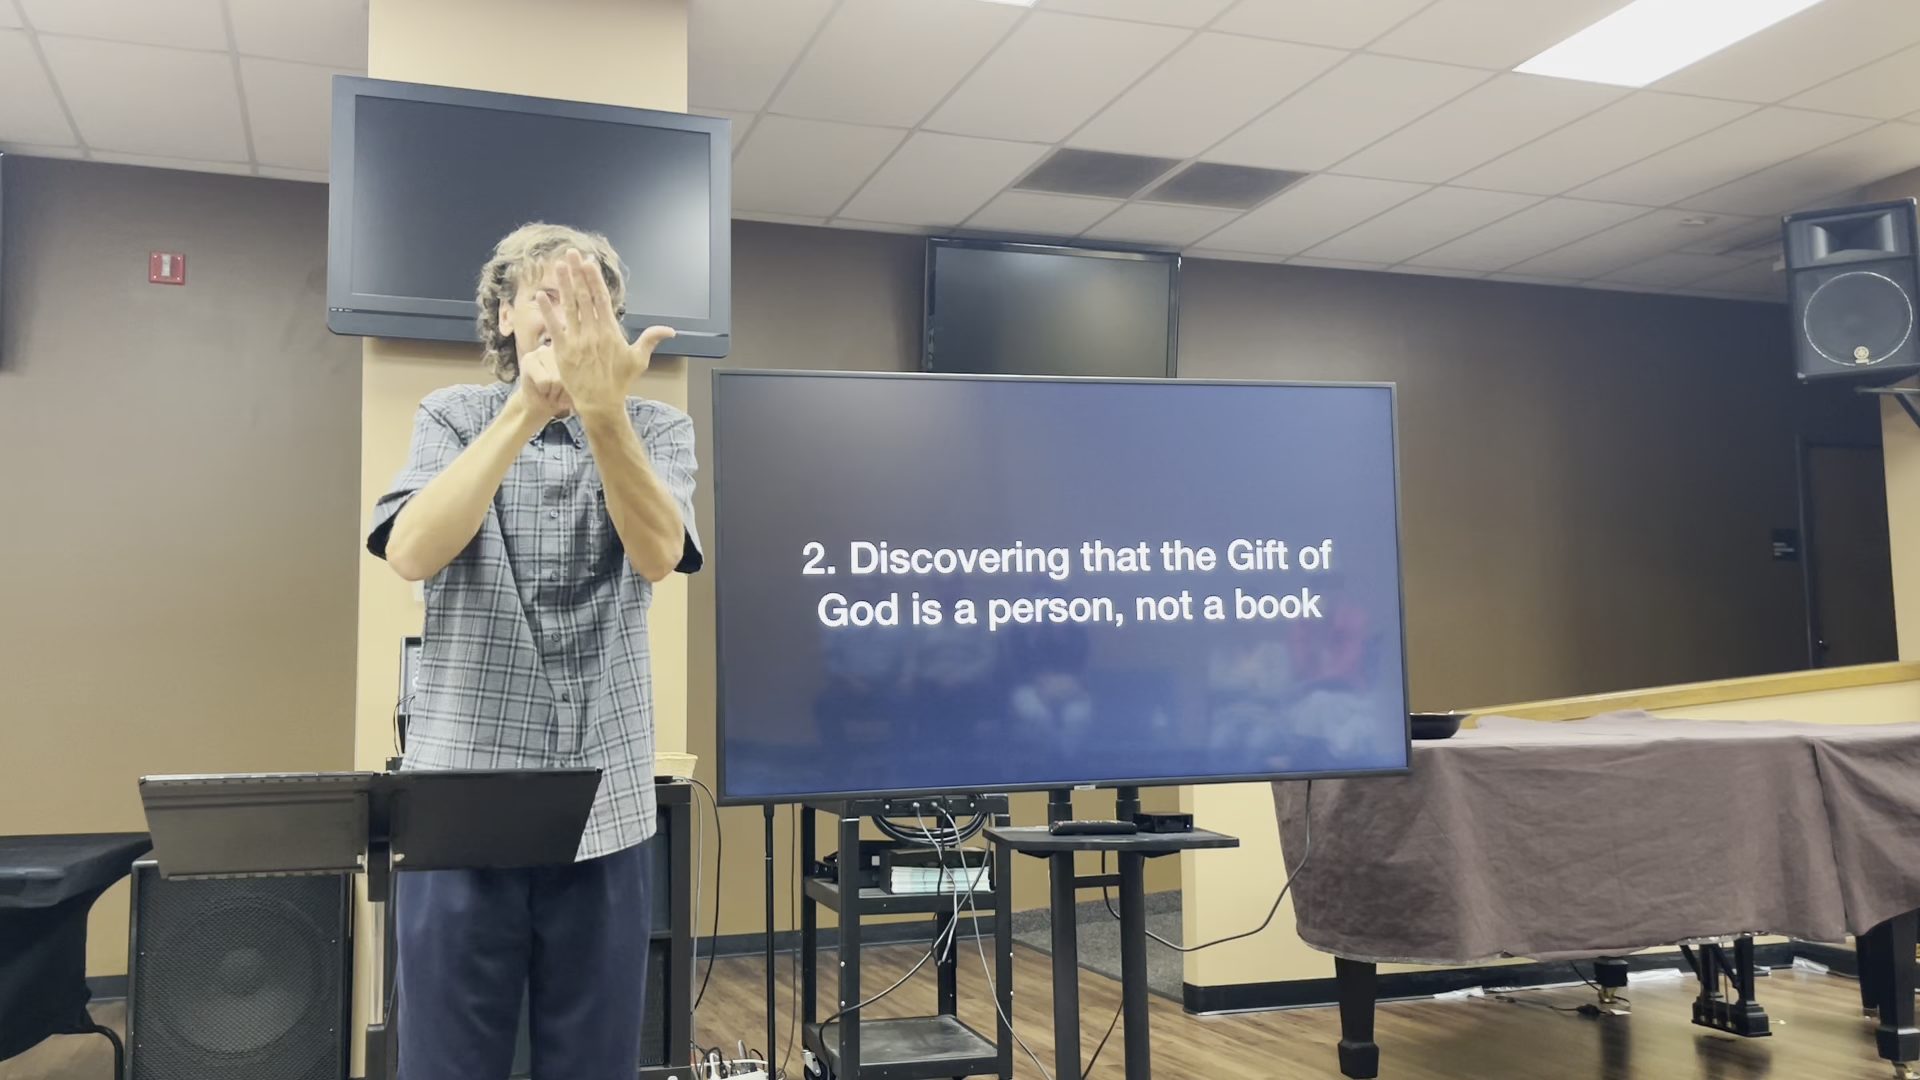 2. Discovering that the Gift of
God is a person, not a book